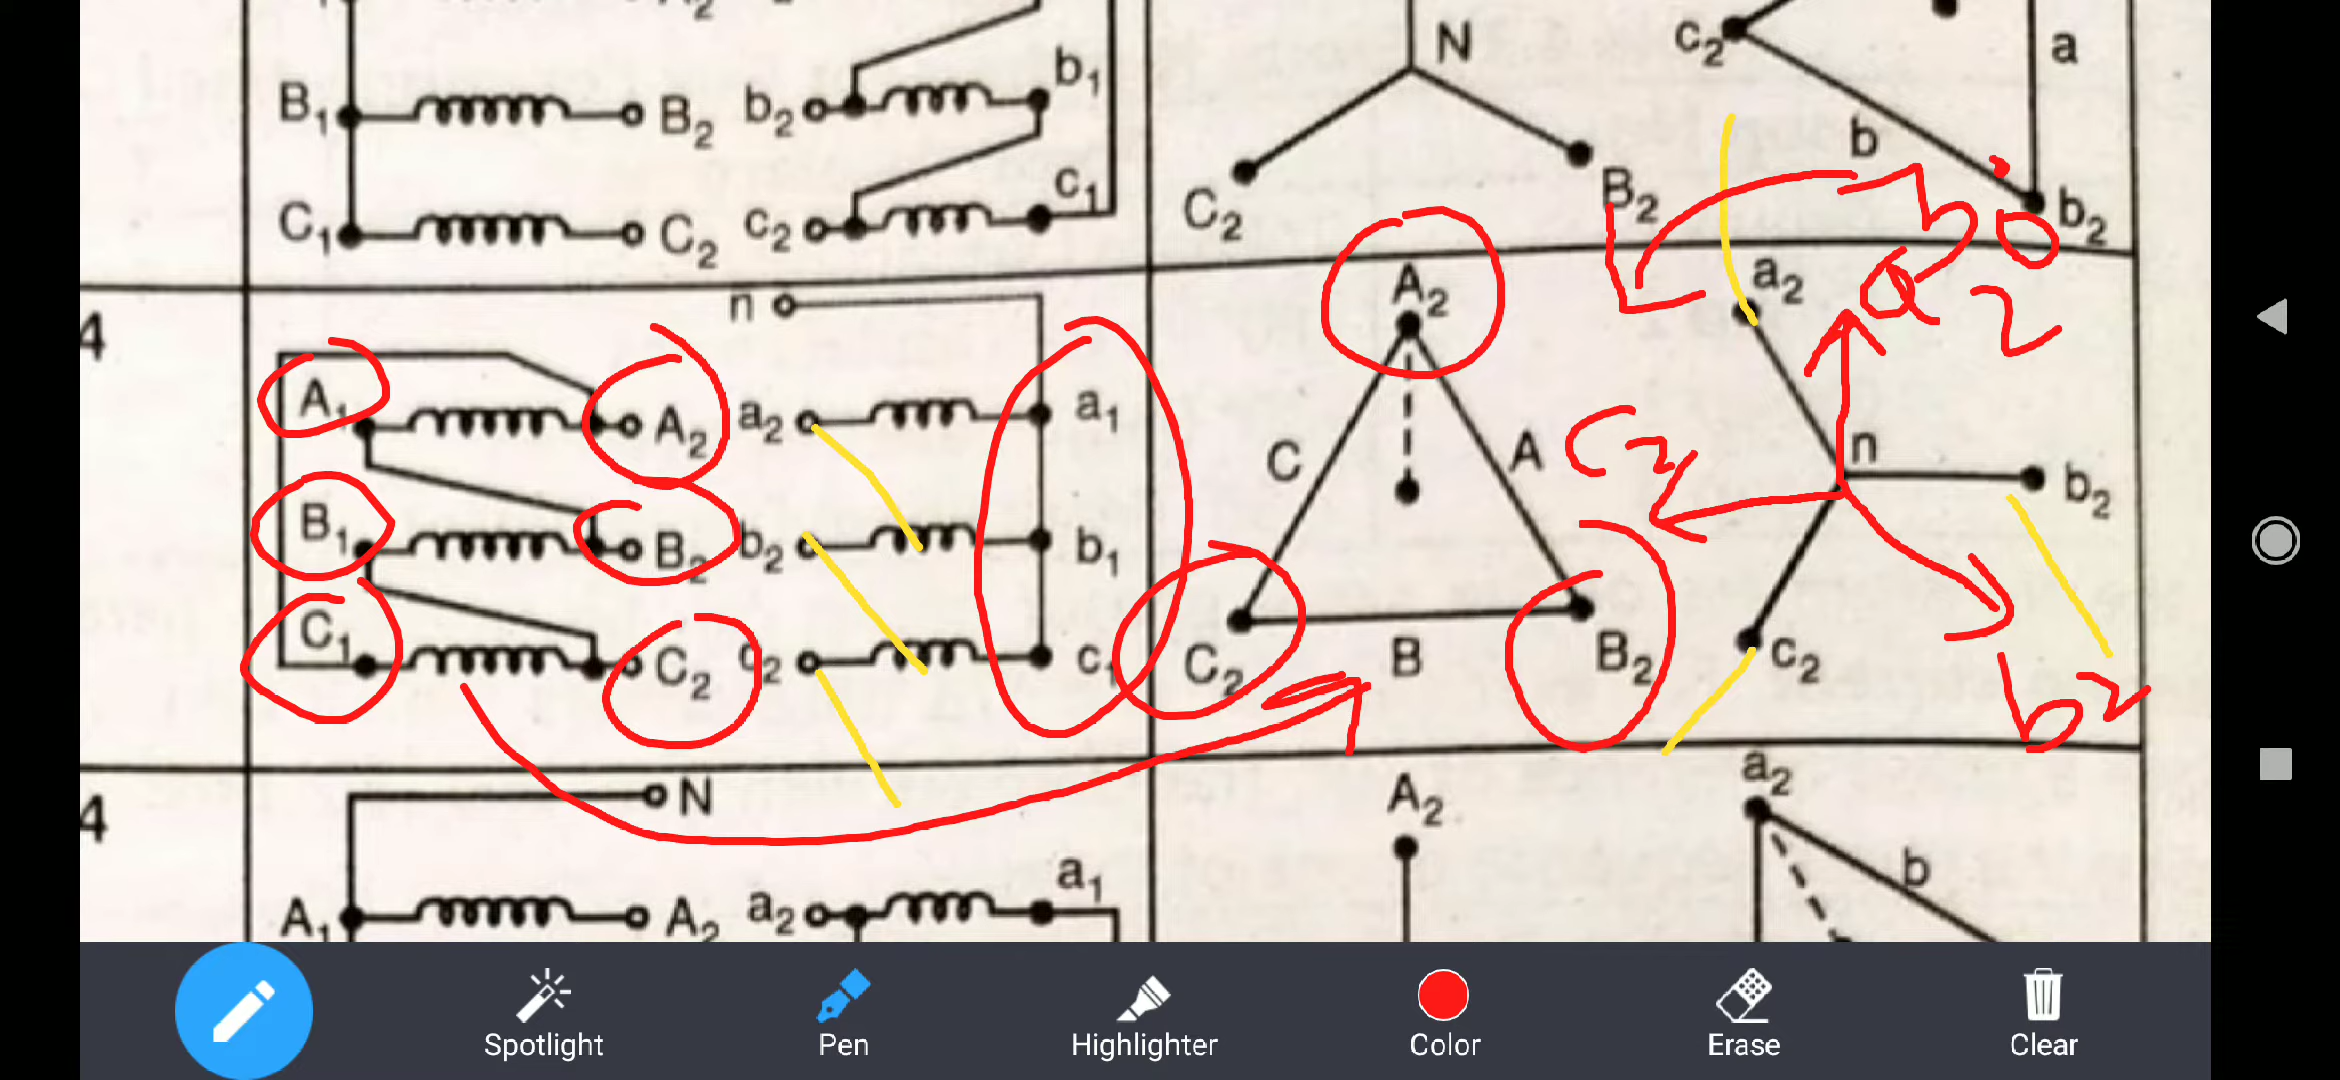 N c₂ a
B₁ B₂ b₂ b₁
b
C₁ C₂ c₂ c₁ C₂ B₂ b₂
30
4 n A₂ a₂ a2
A₁ A₂ a₂ a₁ C A n b₂
C2
B₁ B₂ b₂ b₁
C₁ C₂ c₂ c₁ C₂ B B₂ c₂
b2
4 N A₂ a₂
A₁ A₂ a₂ a₁ b
Spotlight Pen Highlighter Color Erase Clear